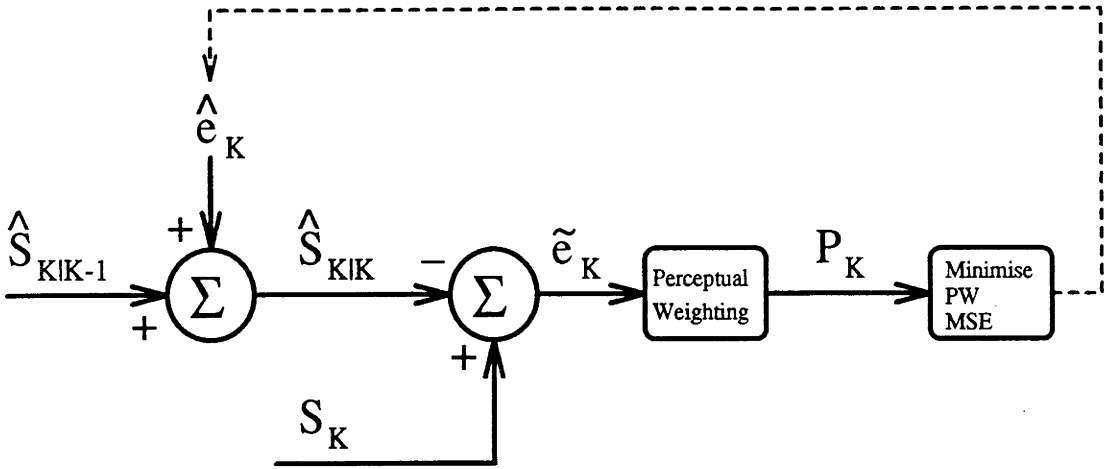 ê_K
+
Ŝ_K|K-1
Σ
+
Ŝ_K|K
−
Σ
+
ẽ_K
Perceptual
Weighting
P_K
Minimise
PW
MSE
S_K